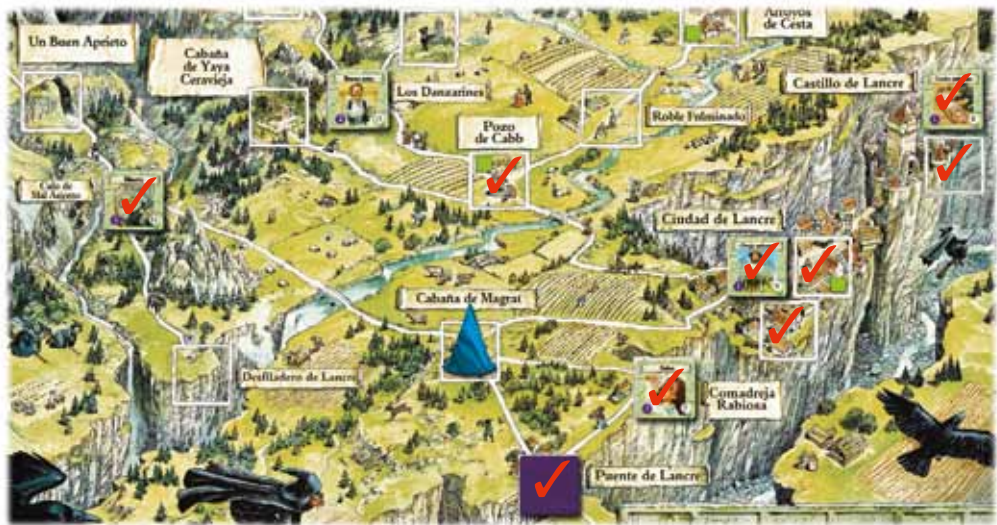 Un Buen Aprieto
Cabaña
de Yaya
Ceravieja
Los Danzarines
Arroyos
de Cesta
Castillo de Lancre
Roble Fulminado
Pozo
de Cabb
Ciudad de Lancre
Cabaña de Magrat
Desfiladero de Lancre
Comadreja
Rabiosa
Puente de Lancre